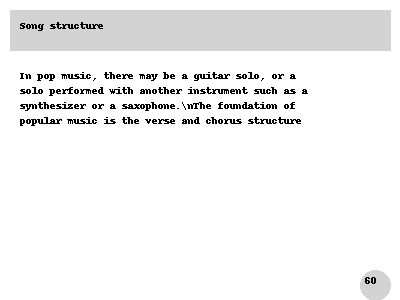 Song structure
In pop music, there may be a guitar solo, or a
solo performed with another instrument such as a
synthesizer or a saxophone.\nThe foundation of
popular music is the verse and chorus structure
60